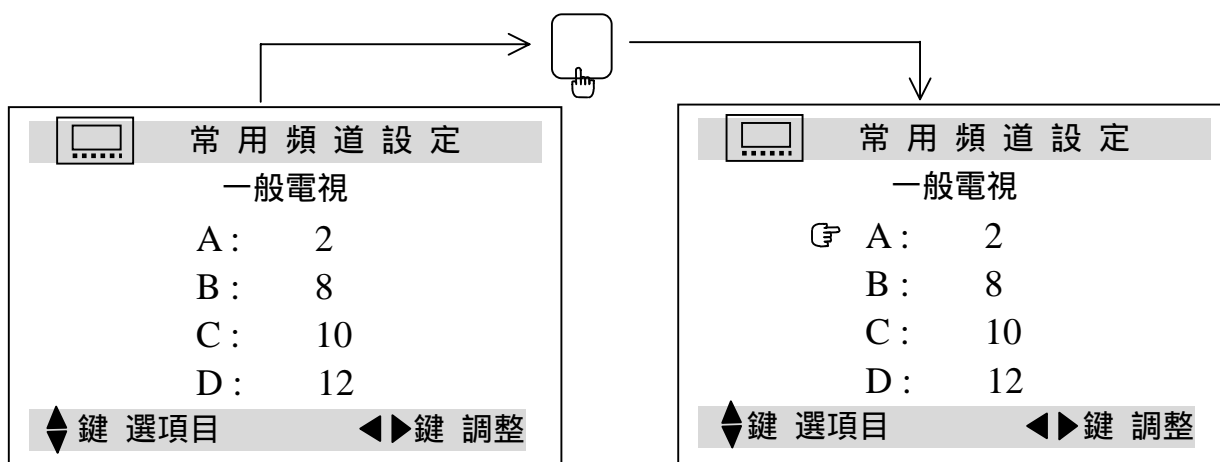 常用頻道設定
一般電視
A : 2
B : 8
C : 10
D : 12
鍵 選項目 鍵 調整
常用頻道設定
一般電視
A : 2
B : 8
C : 10
D : 12
鍵 選項目 鍵 調整